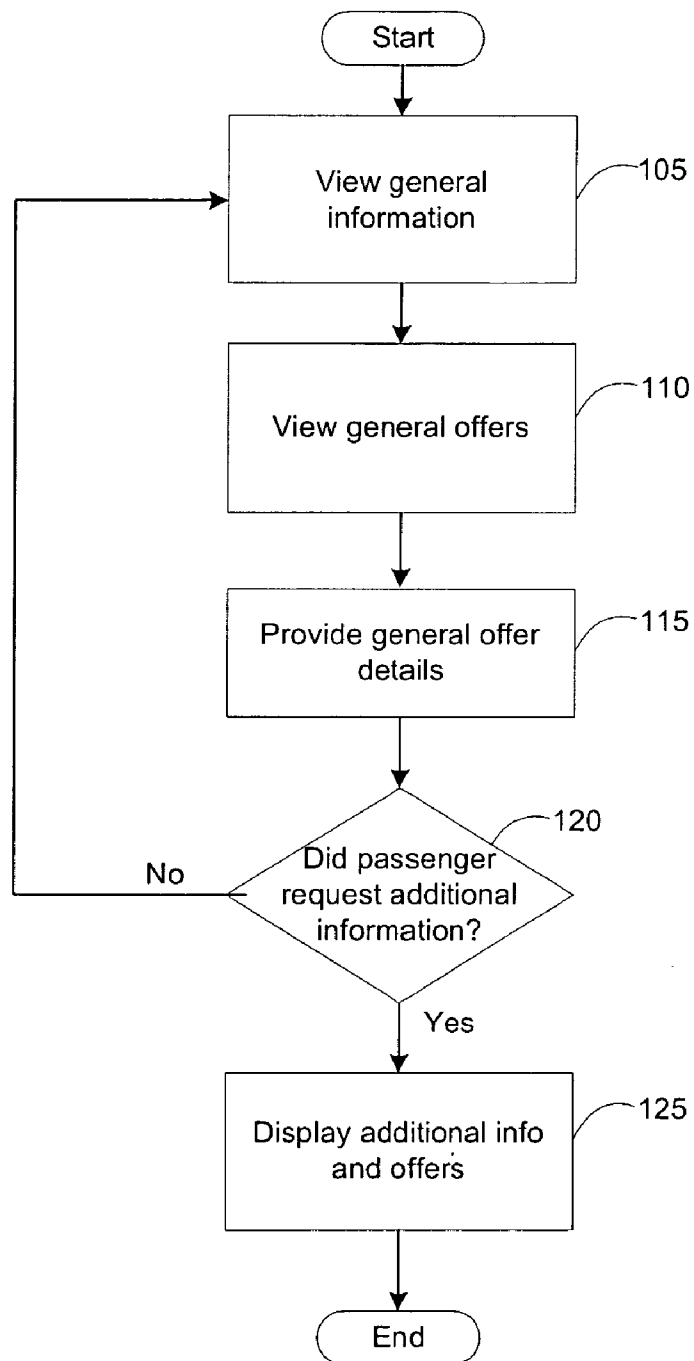 Start
View general
information
105
View general offers
110
Provide general offer
details
115
120
Did passenger
request additional
information?
No
Yes
Display additional info
and offers
125
End